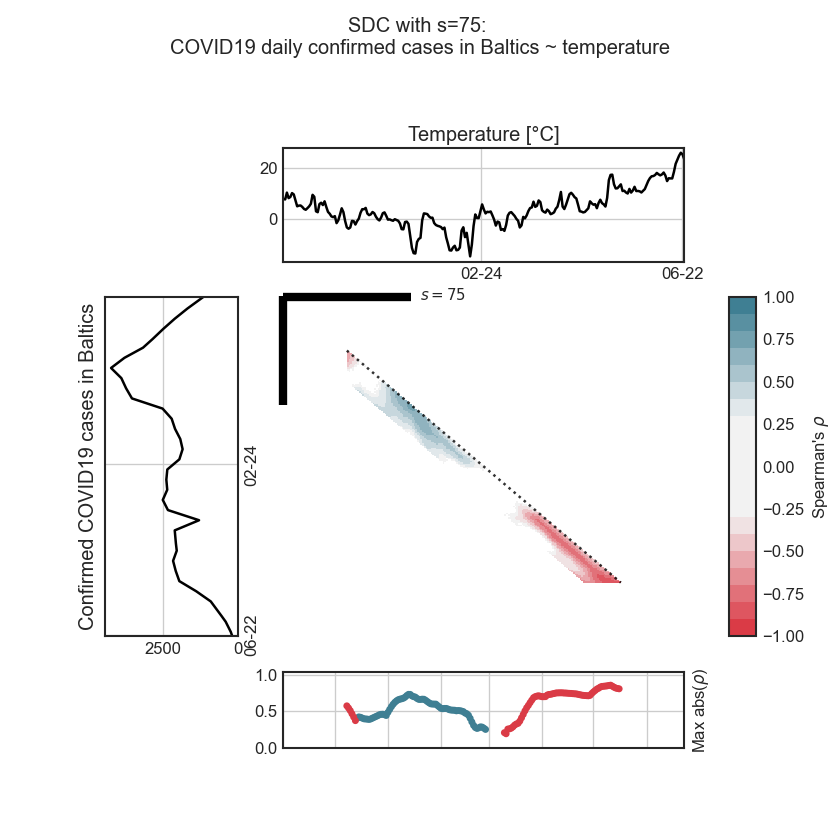 SDC with s=75:
COVID19 daily confirmed cases in Baltics ~ temperature
Temperature [°C]
20
0
02-24
06-22
s = 75
Confirmed COVID19 cases in Baltics
02-24
06-22
2500
0
1.00
0.75
0.50
0.25
0.00
−0.25
−0.50
−0.75
−1.00
Spearman's ρ
1.0
0.5
0.0
Max abs(ρ)